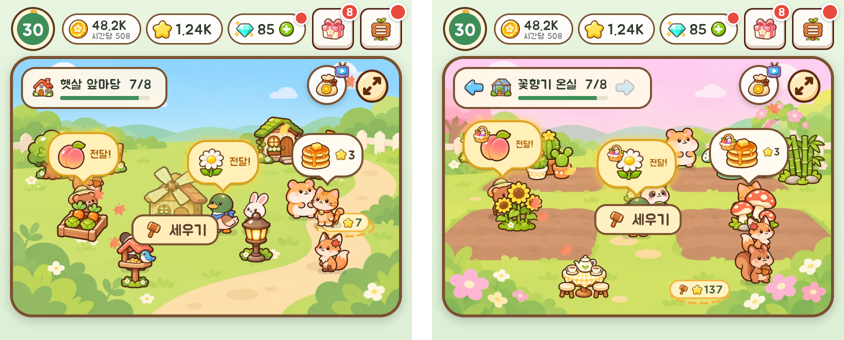 30
48,2K
시간당 508
1,24K
85
8
햇살 앞마당 7/8
전달!
전달!
3
세우기
7
30
48,2K
시간당 508
1,24K
85
8
꽃향기 온실 7/8
전달!
전달!
3
세우기
137